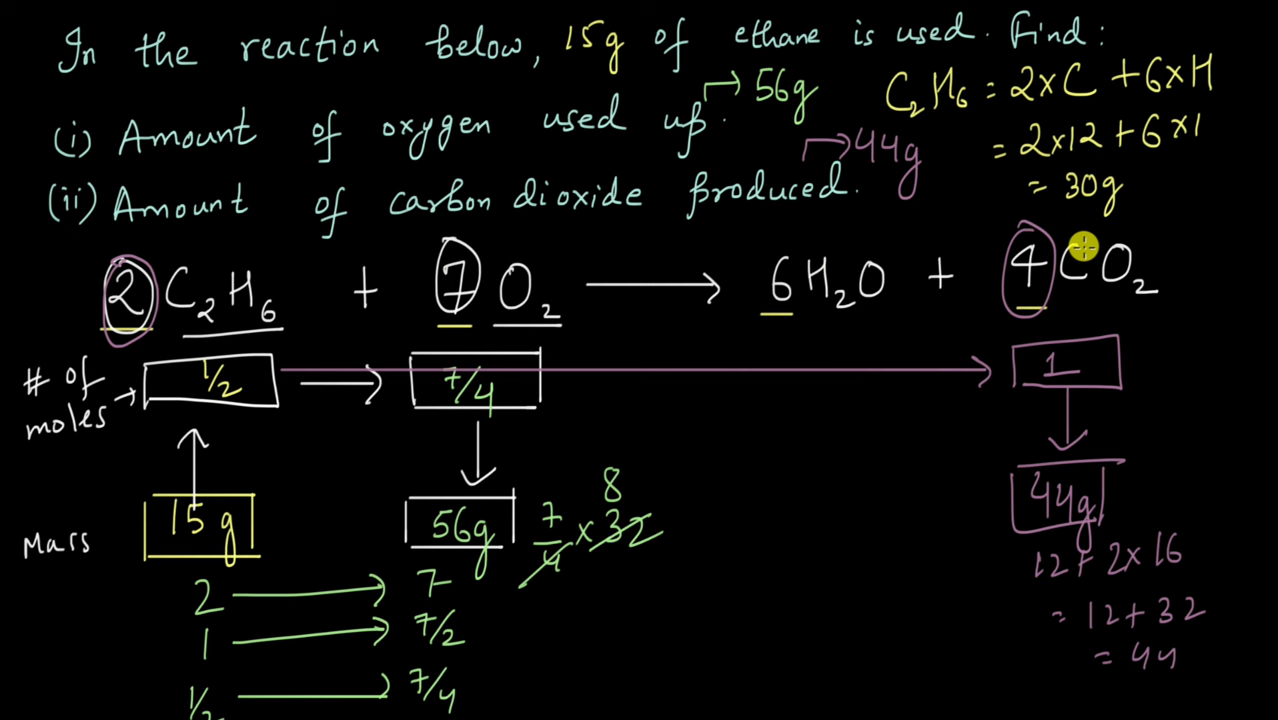 In the reaction below, 15g of ethane is used. Find:
(i) Amount of oxygen used up. → 56g
(ii) Amount of carbon dioxide produced. → 44g
C₂H₆ = 2×C + 6×H
= 2×12 + 6×1
= 30g
2 C₂H₆ + 7 O₂ → 6 H₂O + 4 CO₂
# of moles → 1/2 → 7/4 → 1
Mass 15g 56g 7/4 × 32 8 44g
2 → 7
1 → 7/2
1/2 → 7/4
12 + 2×16
= 12 + 32
= 44